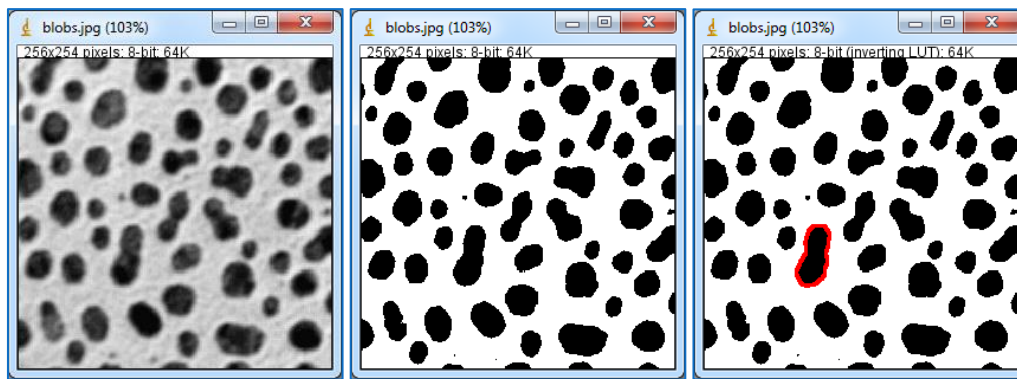 blobs.jpg (103%)
256x254 pixels; 8-bit; 64K
blobs.jpg (103%)
256x254 pixels; 8-bit; 64K
blobs.jpg (103%)
256x254 pixels; 8-bit (inverting LUT); 64K